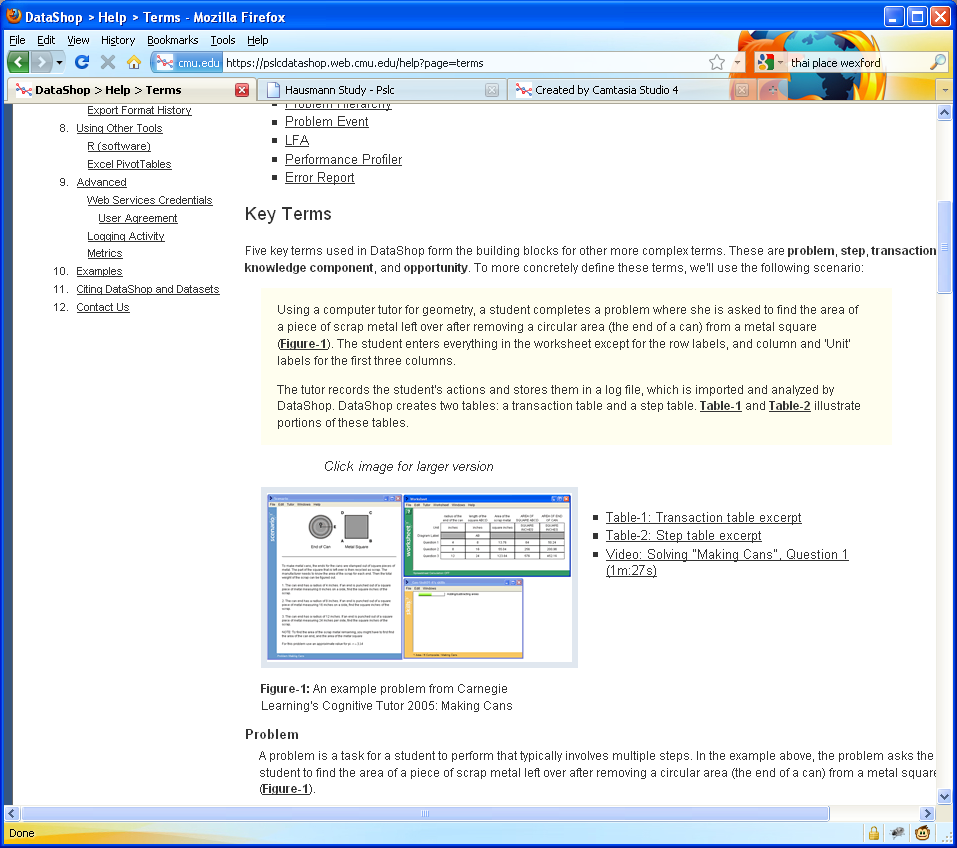 DataShop > Help > Terms - Mozilla Firefox
File Edit View History Bookmarks Tools Help
cmu.edu https://pslcdatashop.web.cmu.edu/help?page=terms
thai place wexford
DataShop > Help > Terms
Hausmann Study - Pslc
Created by Camtasia Studio 4
Export Format History
8. Using Other Tools
R (software)
Excel PivotTables
9. Advanced
Web Services Credentials
User Agreement
Logging Activity
Metrics
10. Examples
11. Citing DataShop and Datasets
12. Contact Us
Problem Hierarchy
Problem Event
LFA
Performance Profiler
Error Report
Key Terms
Five key terms used in DataShop form the building blocks for other more complex terms. These are problem, step, transaction
knowledge component, and opportunity. To more concretely define these terms, we'll use the following scenario:
Using a computer tutor for geometry, a student completes a problem where she is asked to find the area of
a piece of scrap metal left over after removing a circular area (the end of a can) from a metal square
(Figure-1). The student enters everything in the worksheet except for the row labels, and column and 'Unit'
labels for the first three columns.
The tutor records the student's actions and stores them in a log file, which is imported and analyzed by
DataShop. DataShop creates two tables: a transaction table and a step table. Table-1 and Table-2 illustrate
portions of these tables.
Click image for larger version
scenario
End of Can Metal Square
Worksheet
worksheet
skills
Table-1: Transaction table excerpt
Table-2: Step table excerpt
Video: Solving "Making Cans", Question 1
(1m:27s)
Figure-1: An example problem from Carnegie
Learning's Cognitive Tutor 2005: Making Cans
Problem
A problem is a task for a student to perform that typically involves multiple steps. In the example above, the problem asks the
student to find the area of a piece of scrap metal left over after removing a circular area (the end of a can) from a metal square
(Figure-1).
Done